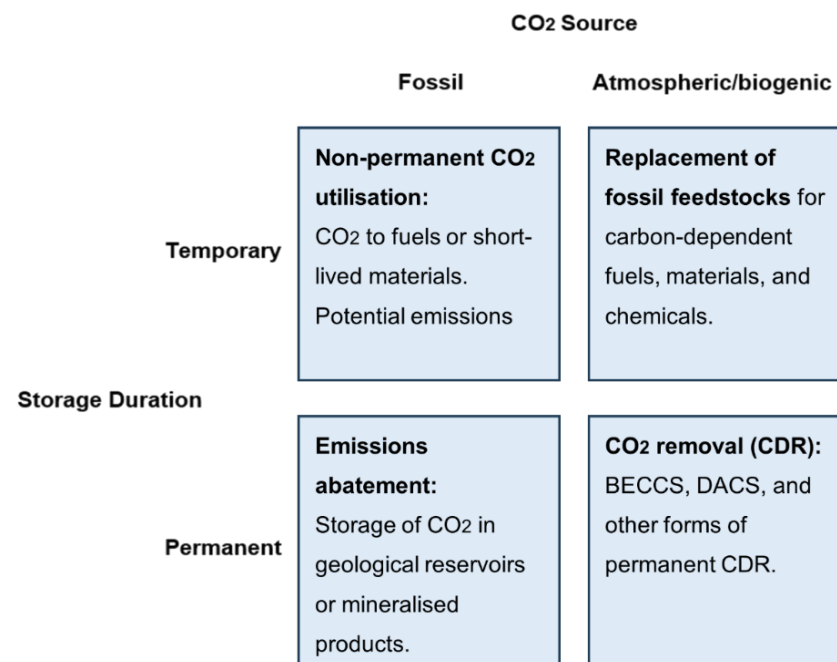 CO2 Source
Fossil
Atmospheric/biogenic
Temporary
Non-permanent CO2
utilisation:
CO2 to fuels or short-
lived materials.
Potential emissions
Replacement of
fossil feedstocks for
carbon-dependent
fuels, materials, and
chemicals.
Storage Duration
Permanent
Emissions
abatement:
Storage of CO2 in
geological reservoirs
or mineralised
products.
CO2 removal (CDR):
BECCS, DACS, and
other forms of
permanent CDR.